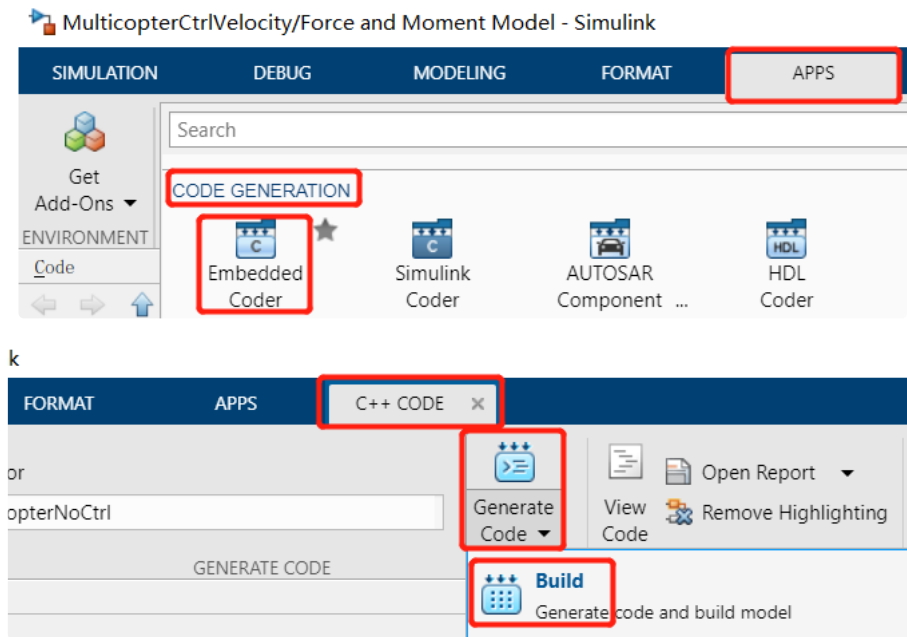 MulticopterCtrlVelocity/Force and Moment Model - Simulink
SIMULATION DEBUG MODELING FORMAT APPS
Search
Get
Add-Ons
ENVIRONMENT
Code
CODE GENERATION
Embedded
Coder
Simulink
Coder
AUTOSAR
Component ...
HDL
Coder
C
C
HDL
k
FORMAT APPS C++ CODE ×
or
opterNoCtrl
GENERATE CODE
Generate
Code
View
Code
Open Report
Remove Highlighting
Build
Generate code and build model